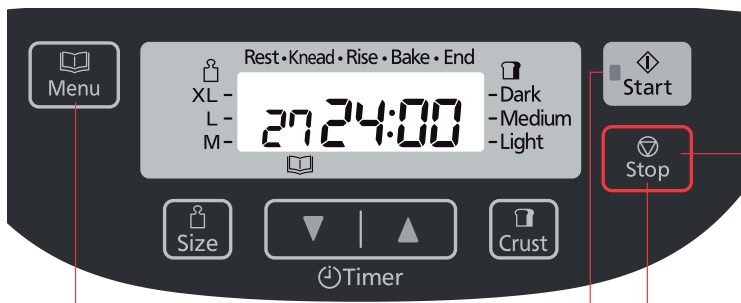 Menu
Rest • Knead • Rise • Bake • End
XL –
L –
M –
27 24:00
– Dark
– Medium
– Light
Start
Stop
Size
Crust
Timer